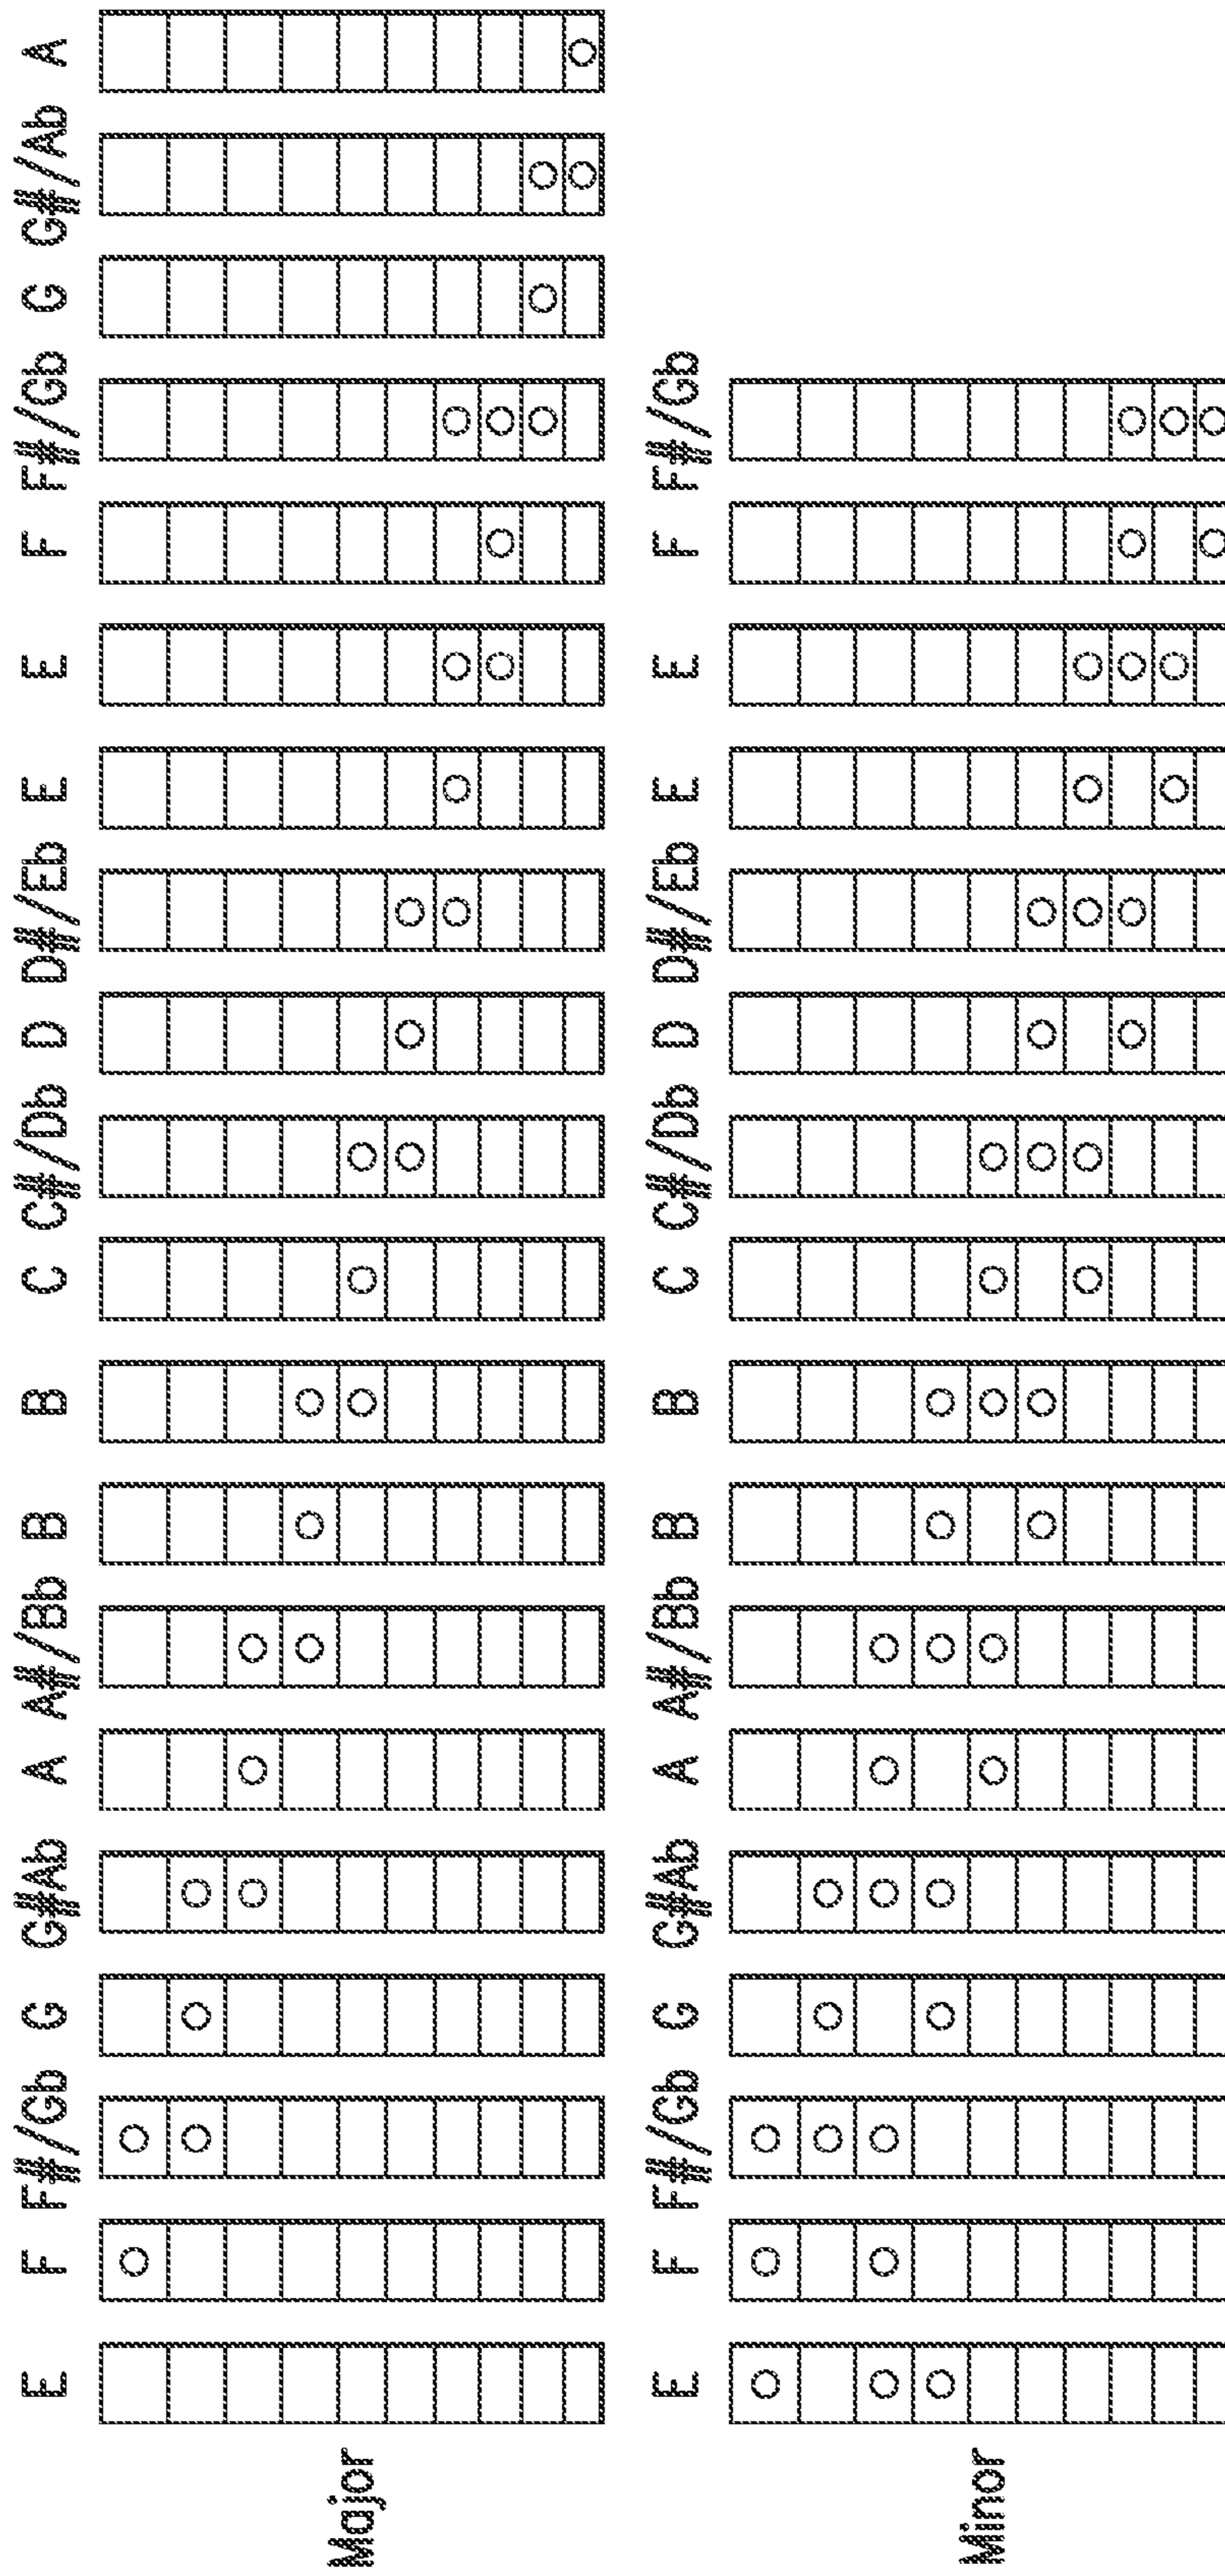 E F F#/Gb G G#Ab A A#/Bb B B C C#/Db D D#/Eb E E F F#/Gb G G#/Ab A
Major
E F F#/Gb G G#Ab A A#/Bb B B C C#/Db D D#/Eb E E F F#/Gb
Minor